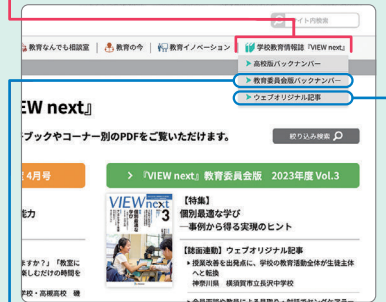 サイト内検索
教育なんでも相談室
教育の今
教育イノベーション
学校教育情報誌『VIEW next』
高校版バックナンバー
教育委員会版バックナンバー
ウェブオリジナル記事
EW next』
ブックやコーナー別のPDFをご覧いただけます。
絞り込み検索
4月号
『VIEW next』教育委員会版 2023年度 Vol.3
VIEW next 3
【特集】
個別最適な学び
―事例から得る実現のヒント
能力
【誌面連動】ウェブオリジナル記事
ますか？」「教室に
楽しむだけの時間を
授業改善を出発点に、学校の教育活動全体が生徒主体
へと転換
神奈川県 横須賀市立長沢中学校
学校・高槻高校 磯